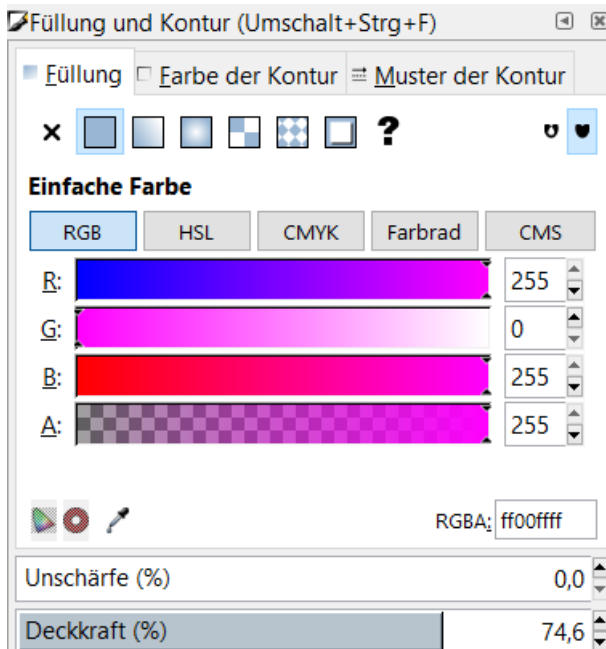 Füllung und Kontur (Umschalt+Strg+F)
Füllung Farbe der Kontur Muster der Kontur
?
Einfache Farbe
RGB HSL CMYK Farbrad CMS
R: 255
G: 0
B: 255
A: 255
RGBA: ff00ffff
Unschärfe (%) 0,0
Deckkraft (%) 74,6